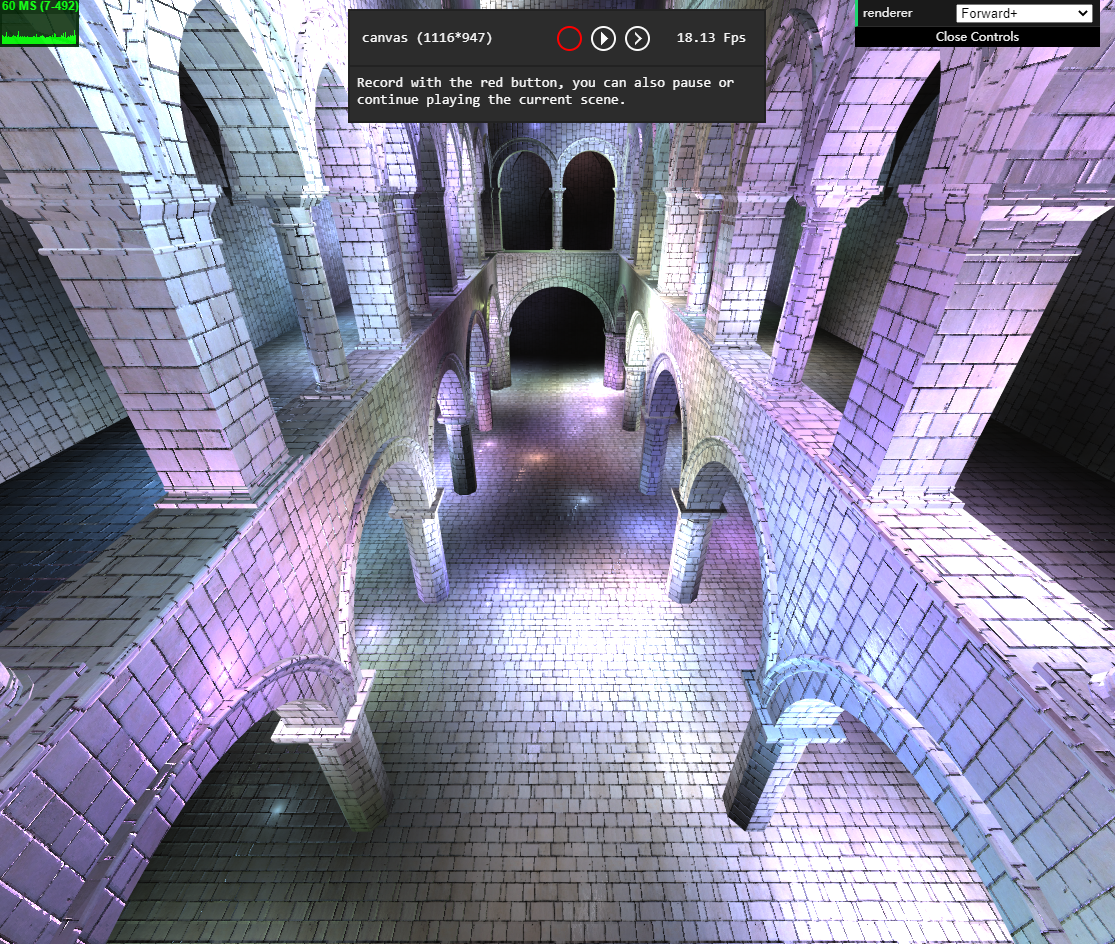 60 MS (7-492)
canvas (1116*947) 18.13 Fps
Record with the red button, you can also pause or
continue playing the current scene.
renderer Forward+
Close Controls